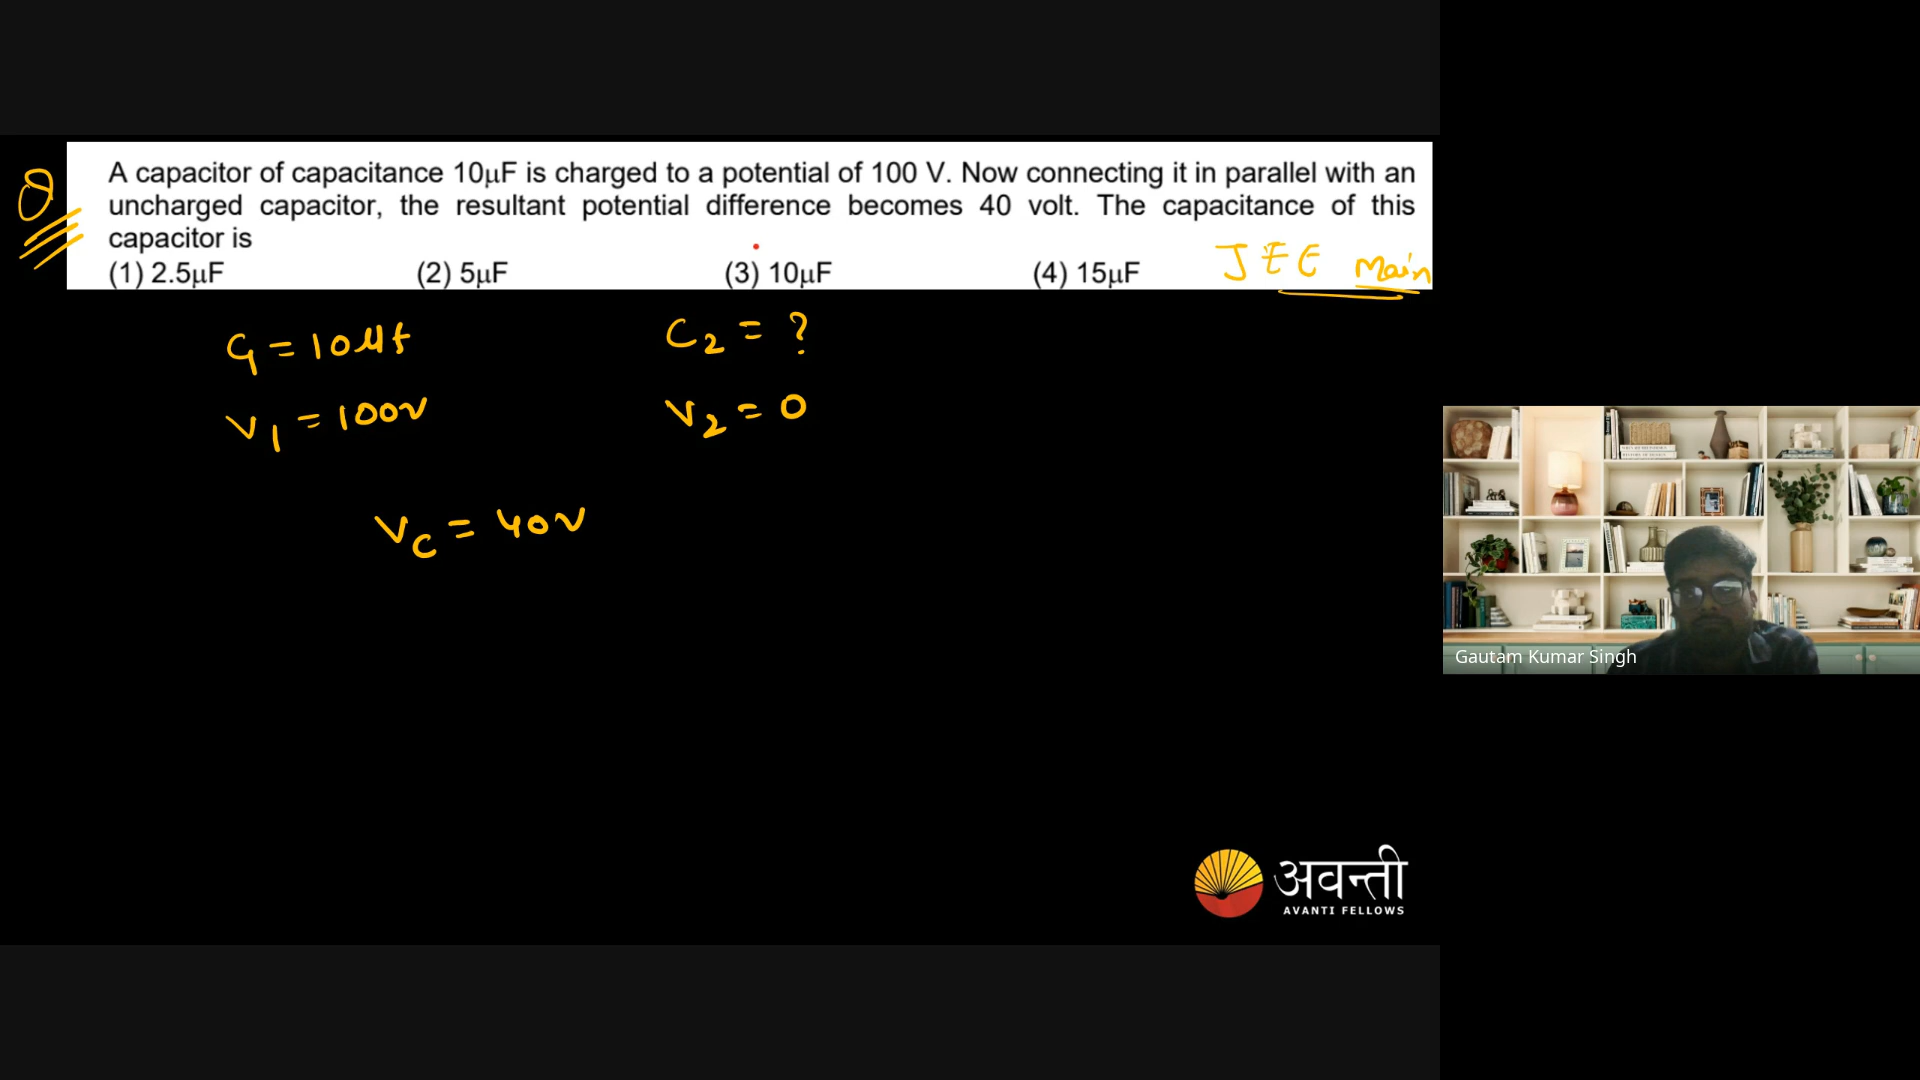 Q
A capacitor of capacitance 10μF is charged to a potential of 100 V. Now connecting it in parallel with an
uncharged capacitor, the resultant potential difference becomes 40 volt. The capacitance of this
capacitor is
(1) 2.5μF (2) 5μF (3) 10μF (4) 15μF
JEE Main
C1 = 10μf C2 = ?
V1 = 100v V2 = 0
Vc = 40v
Gautam Kumar Singh
अवन्ती
AVANTI FELLOWS